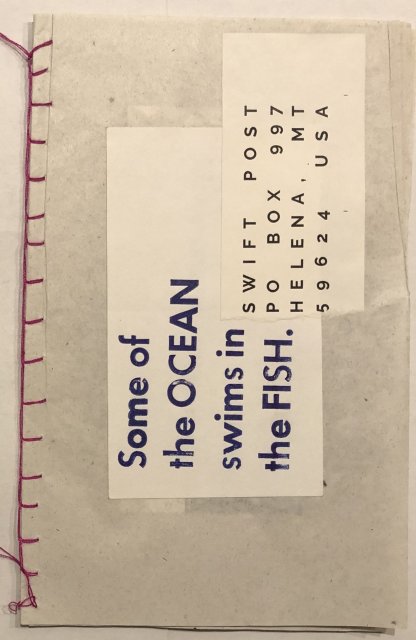 Some of
the OCEAN
swims in
the FISH.
SWIFT POST
PO BOX 997
HELENA, MT
59624 USA